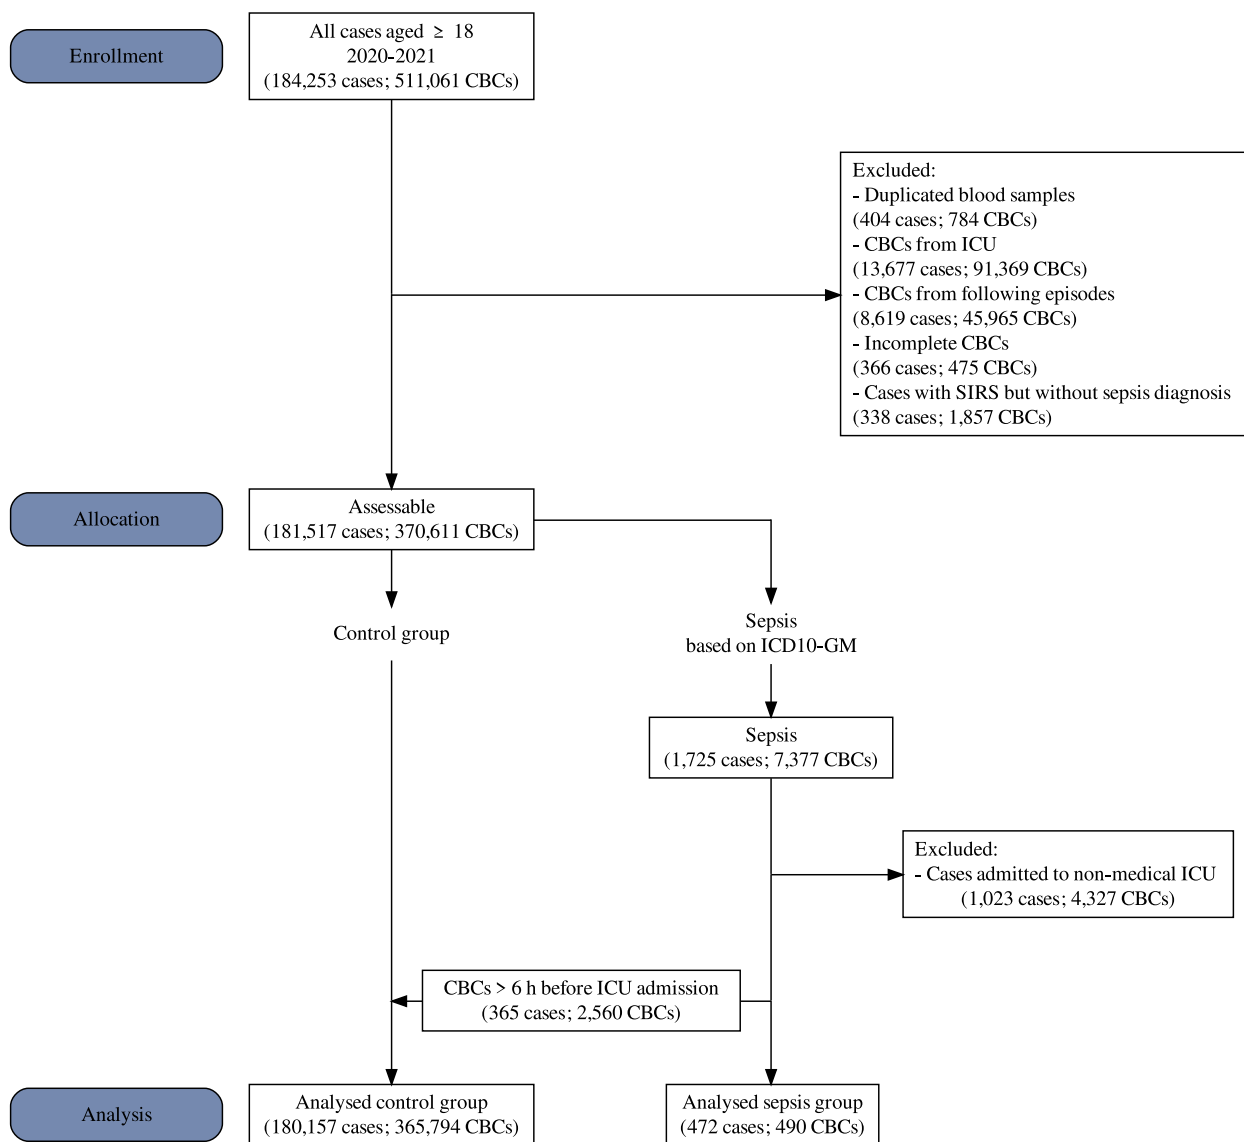 Enrollment
All cases aged ≥ 18
2020-2021
(184,253 cases; 511,061 CBCs)
Excluded:
- Duplicated blood samples
(404 cases; 784 CBCs)
- CBCs from ICU
(13,677 cases; 91,369 CBCs)
- CBCs from following episodes
(8,619 cases; 45,965 CBCs)
- Incomplete CBCs
(366 cases; 475 CBCs)
- Cases with SIRS but without sepsis diagnosis
(338 cases; 1,857 CBCs)
Allocation
Assessable
(181,517 cases; 370,611 CBCs)
Control group
Sepsis
based on ICD10-GM
Sepsis
(1,725 cases; 7,377 CBCs)
Excluded:
- Cases admitted to non-medical ICU
(1,023 cases; 4,327 CBCs)
CBCs > 6 h before ICU admission
(365 cases; 2,560 CBCs)
Analysis
Analysed control group
(180,157 cases; 365,794 CBCs)
Analysed sepsis group
(472 cases; 490 CBCs)